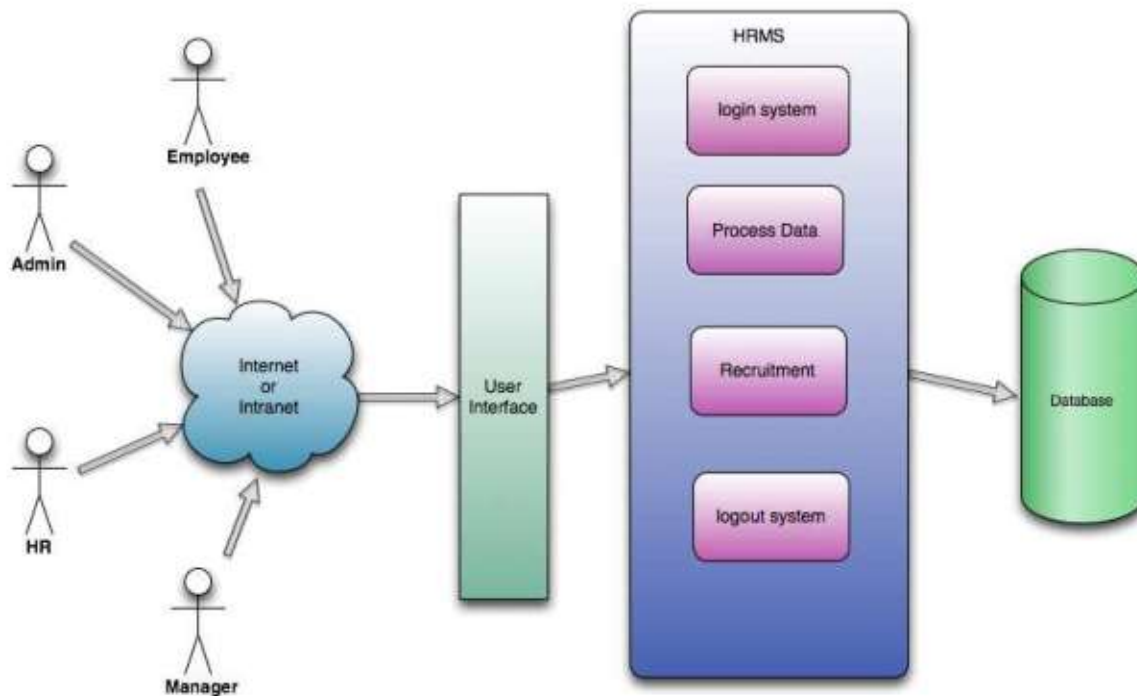 HRMS
login system
Employee
Process Data
Admin
Internet
or
Intranet
User
Interface
Recruitment
Database
logout system
HR
Manager